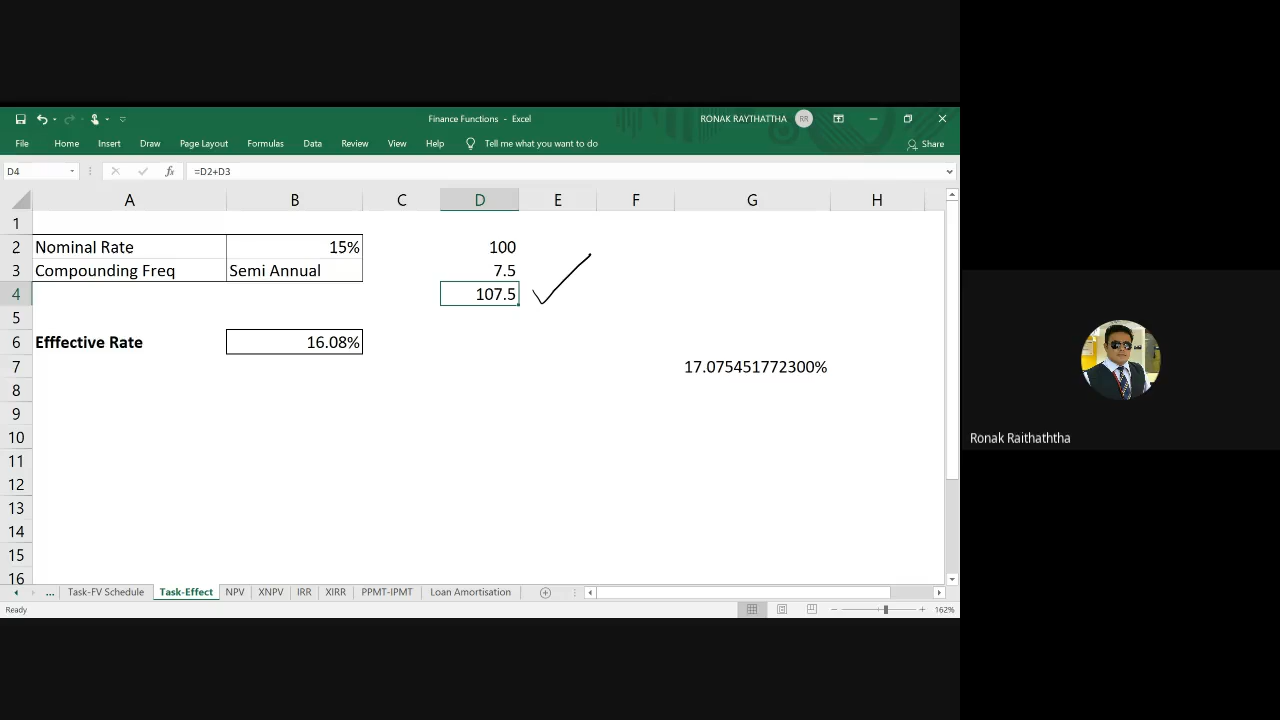 Finance Functions - Excel
RONAK RAYTHATTHA RR
File Home Insert Draw Page Layout Formulas Data Review View Help Tell me what you want to do Share
D4 fx =D2+D3
A B C D E F G H
1
2 Nominal Rate 15% 100
3 Compounding Freq Semi Annual 7.5
4 107.5
5
6 Efffective Rate 16.08%
7 17.075451772300%
8
9
10
11
12
13
14
15
16
Ronak Raithaththa
... Task-FV Schedule Task-Effect NPV XNPV IRR XIRR PPMT-IPMT Loan Amortisation
Ready 162%